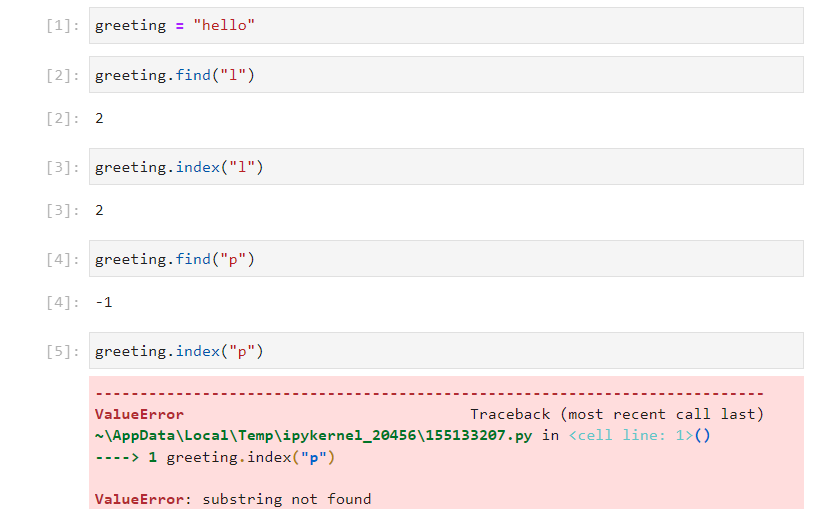 [1]: greeting = "hello"
[2]: greeting.find("l")
[2]: 2
[3]: greeting.index("l")
[3]: 2
[4]: greeting.find("p")
[4]: -1
[5]: greeting.index("p")
---------------------------------------------------------------------------
ValueError                                Traceback (most recent call last)
~\AppData\Local\Temp\ipykernel_20456\155133207.py in <cell line: 1>()
----> 1 greeting.index("p")
ValueError: substring not found